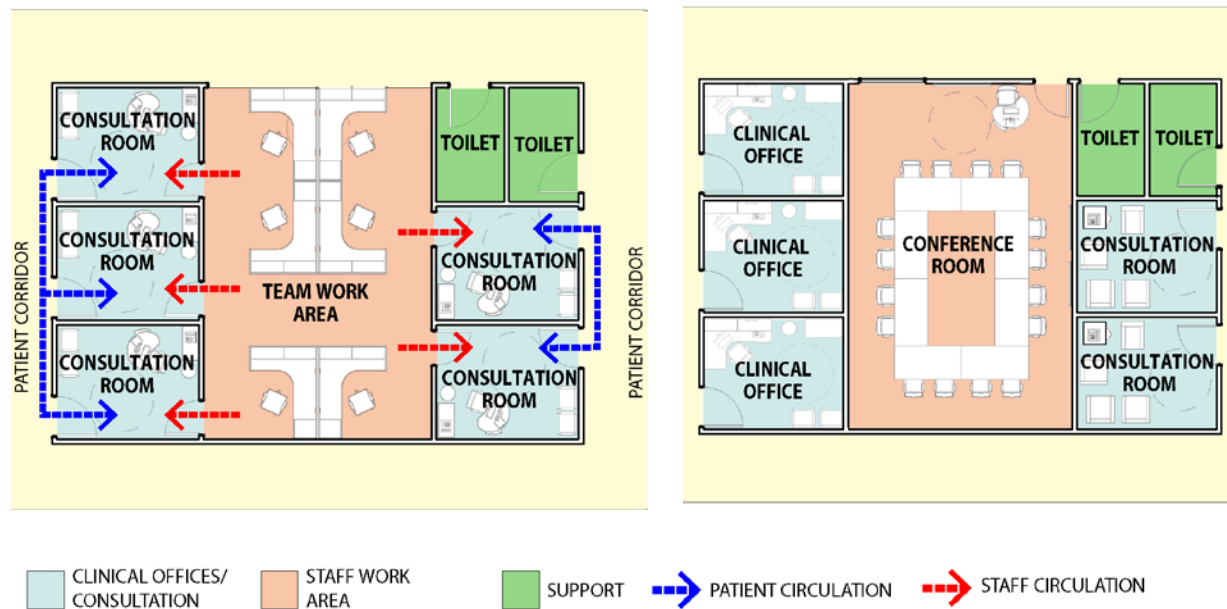 CONSULTATION
ROOM
TOILET
TOILET
PATIENT CORRIDOR
CONSULTATION
ROOM
CONSULTATION
ROOM
TEAM WORK
AREA
CONSULTATION
ROOM
CONSULTATION
ROOM
PATIENT CORRIDOR
CLINICAL
OFFICE
TOILET
TOILET
CLINICAL
OFFICE
CONFERENCE
ROOM
CONSULTATION
ROOM
CLINICAL
OFFICE
CONSULTATION
ROOM
CLINICAL OFFICES/
CONSULTATION
STAFF WORK
AREA
SUPPORT
PATIENT CIRCULATION
STAFF CIRCULATION